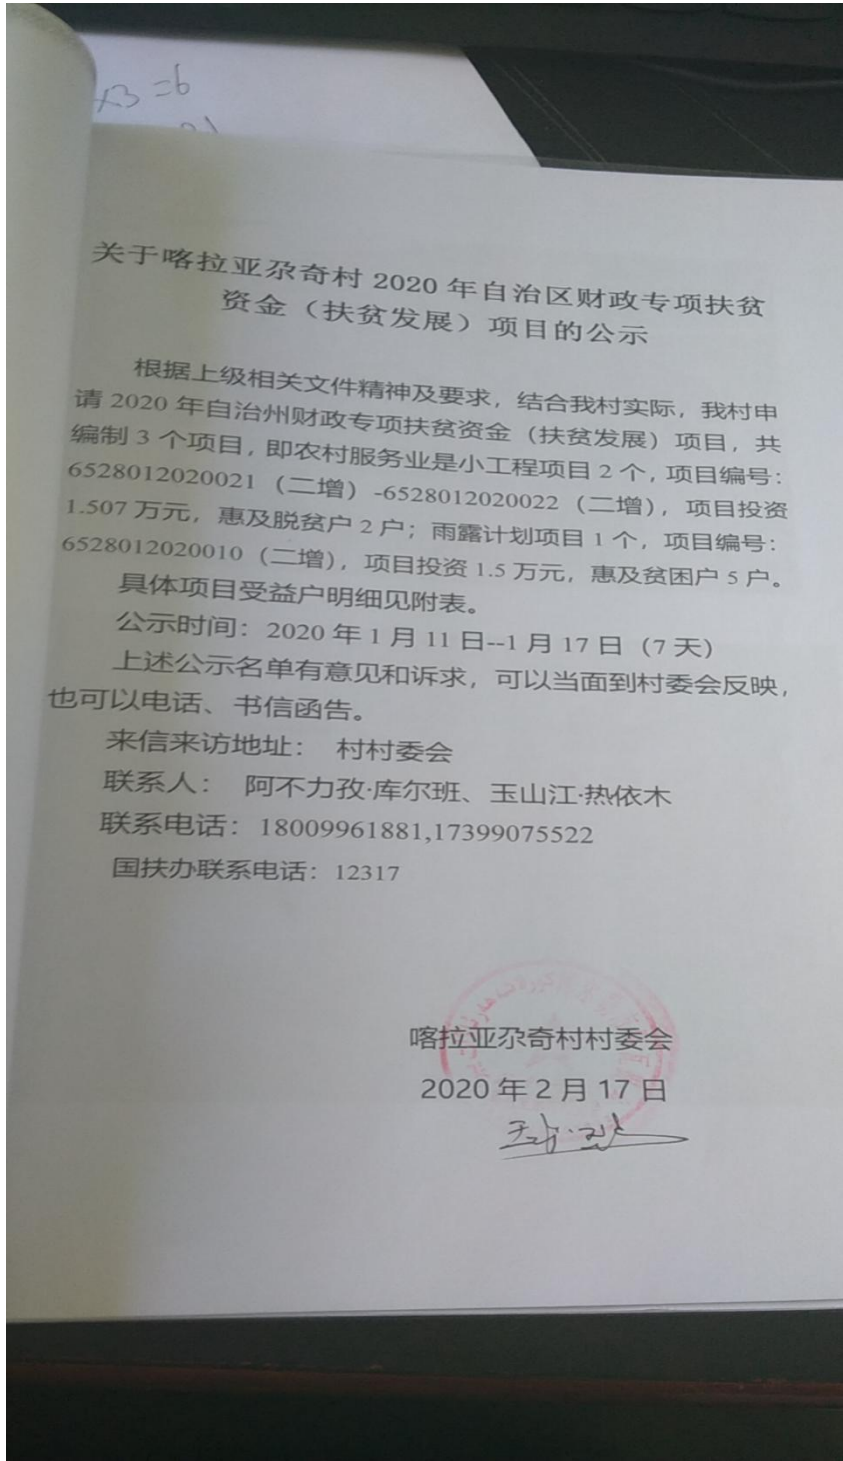 ×3=6
关于喀拉亚尕奇村 2020 年自治区财政专项扶贫
资金（扶贫发展）项目的公示
根据上级相关文件精神及要求，结合我村实际，我村申
请 2020 年自治州财政专项扶贫资金（扶贫发展）项目，共
编制 3 个项目，即农村服务业是小工程项目 2 个，项目编号：
6528012020021（二增）-6528012020022（二增），项目投资
1.507 万元，惠及脱贫户 2 户；雨露计划项目 1 个，项目编号：
6528012020010（二增），项目投资 1.5 万元，惠及贫困户 5 户。
具体项目受益户明细见附表。
公示时间：2020 年 1 月 11 日--1 月 17 日（7 天）
上述公示名单有意见和诉求，可以当面到村委会反映，
也可以电话、书信函告。
来信来访地址： 村村委会
联系人： 阿不力孜·库尔班、玉山江·热依木
联系电话：18009961881,17399075522
国扶办联系电话：12317
喀拉亚尕奇村村委会
2020 年 2 月 17 日